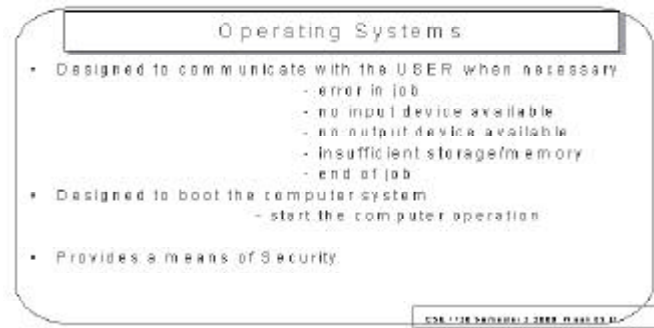 Operating Systems
• Designed to communicate with the USER when necessary
- error in job
- no input device available
- no output device available
- insufficient storage/memory
- end of job
• Designed to boot the computer system
- start the computer operation
• Provides a means of Security
Semester 2